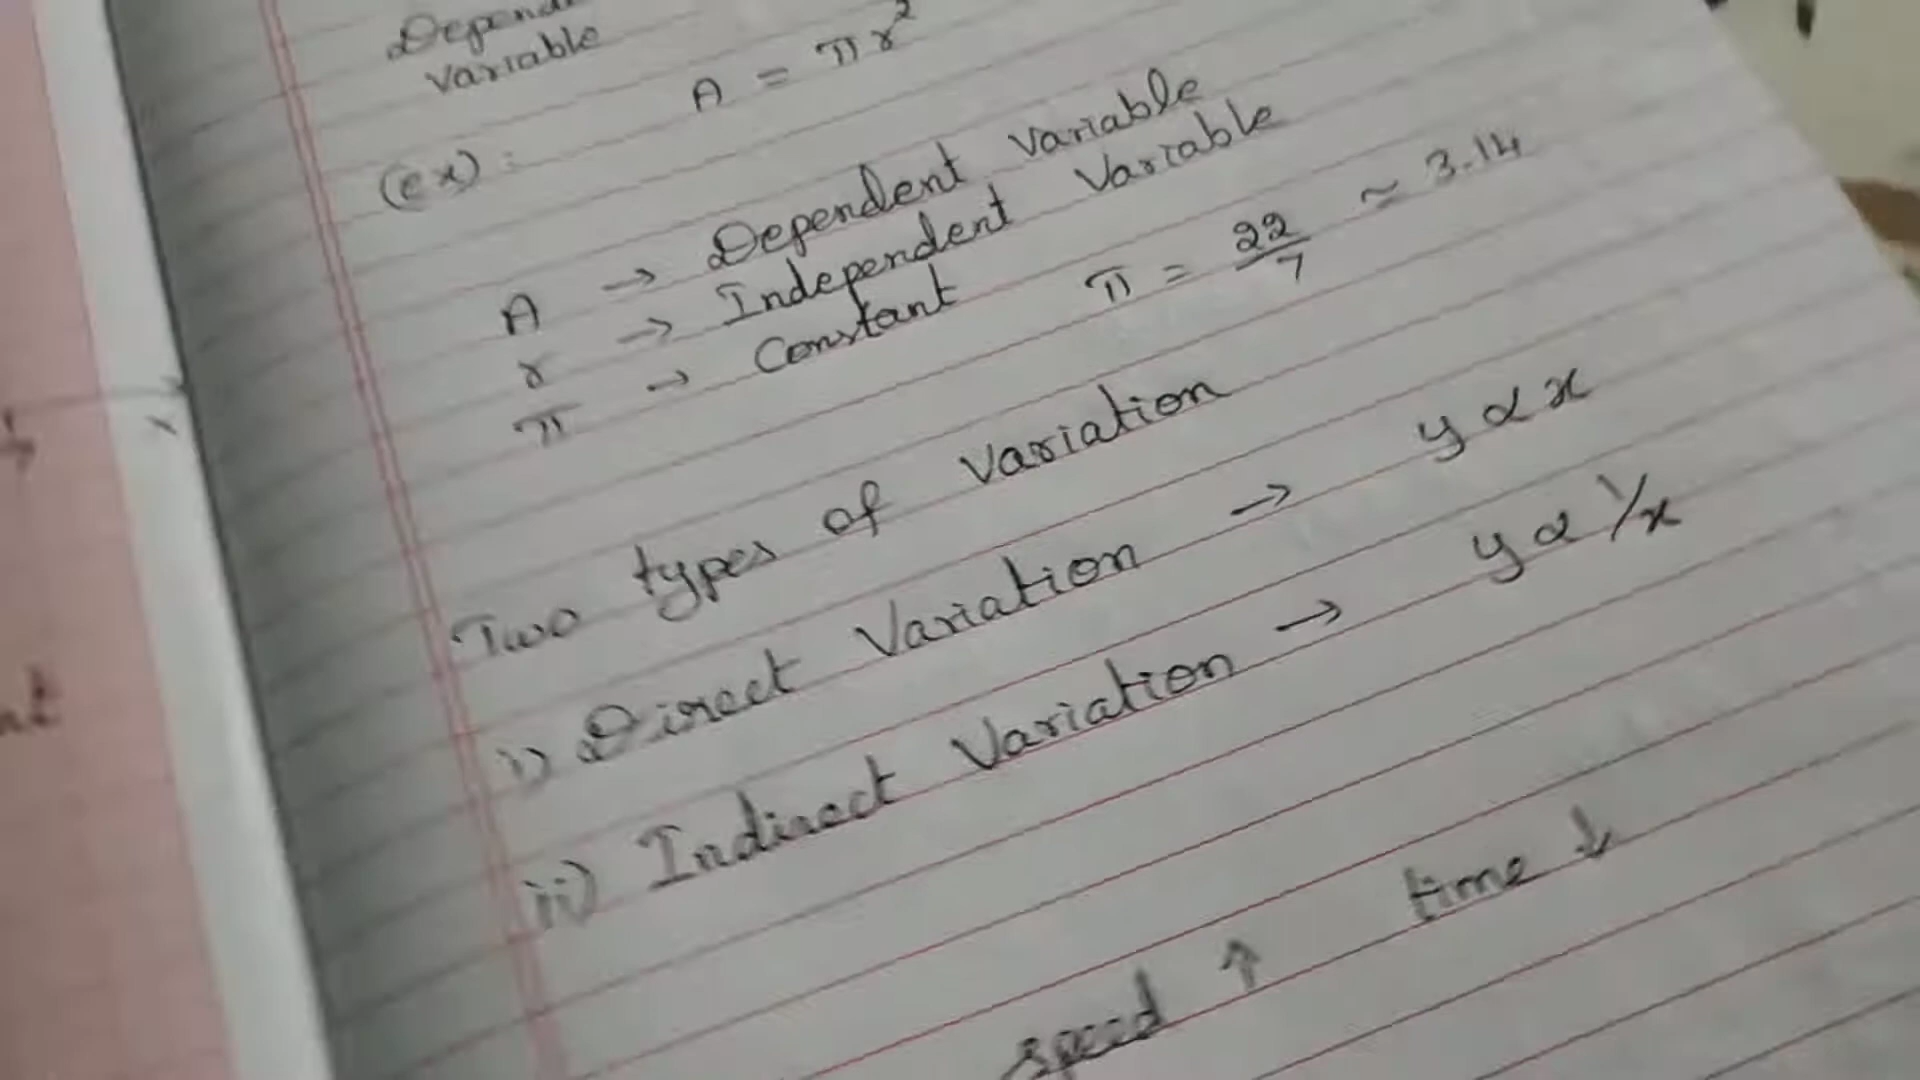 Variable
(ex): A = πr²
A → Dependent Variable
r → Independent Variable
π → Constant π = 22/7 ≈ 3.14
Two types of Variation
i) Direct Variation → y α x
ii) Indirect Variation → y α 1/x
speed ↑ time ↓